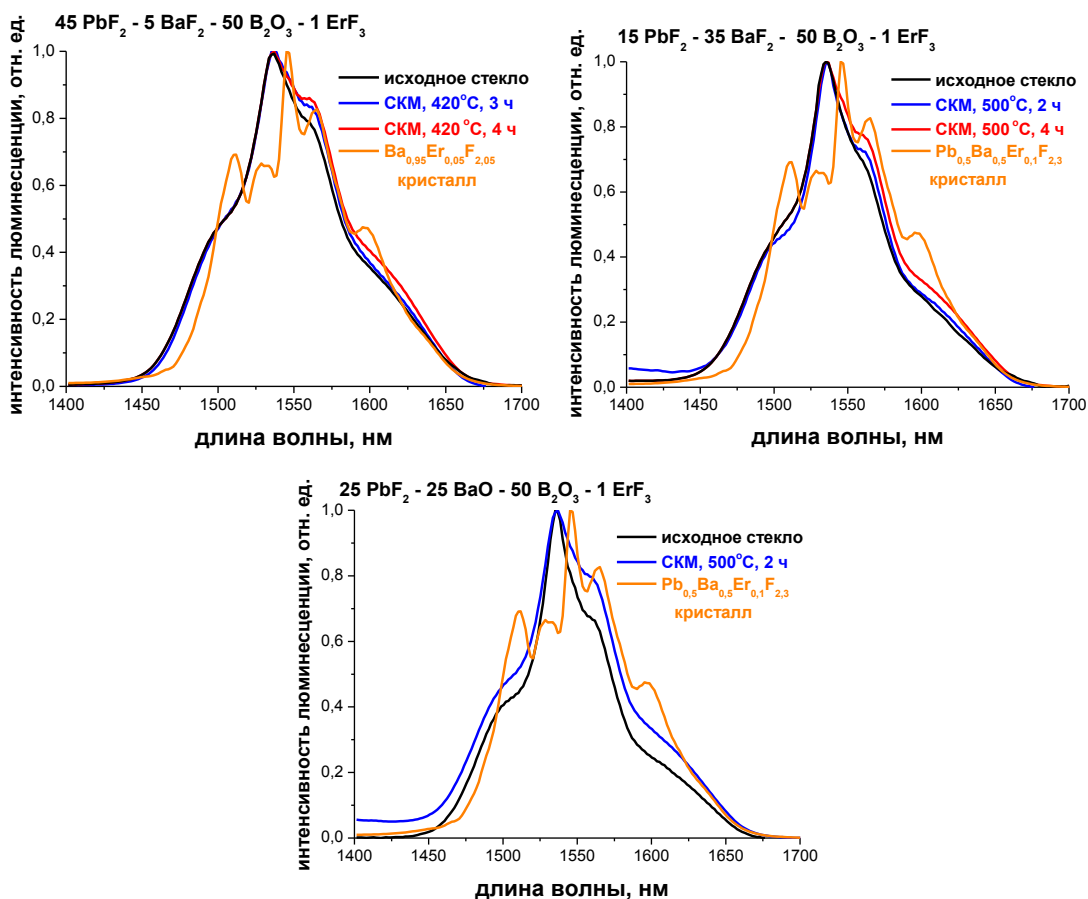 45 PbF₂ - 5 BaF₂ - 50 B₂O₃ - 1 ErF₃
интенсивность люминесценции, отн. ед.
1,0
0,8
0,6
0,4
0,2
0,0
исходное стекло
СКМ, 420°С, 3 ч
СКМ, 420°С, 4 ч
Ba₀,₉₅Er₀,₀₅F₂,₀₅
кристалл
1400 1450 1500 1550 1600 1650 1700
длина волны, нм
15 PbF₂ - 35 BaF₂ - 50 B₂O₃ - 1 ErF₃
интенсивность люминесценции, отн. ед.
1,0
0,8
0,6
0,4
0,2
0,0
исходное стекло
СКМ, 500°С, 2 ч
СКМ, 500°С, 4 ч
Pb₀,₅Ba₀,₅Er₀,₁F₂,₃
кристалл
1400 1450 1500 1550 1600 1650 1700
длина волны, нм
25 PbF₂ - 25 BaO - 50 B₂O₃ - 1 ErF₃
интенсивность люминесценции, отн. ед.
1,0
0,8
0,6
0,4
0,2
0,0
исходное стекло
СКМ, 500°С, 2 ч
Pb₀,₅Ba₀,₅Er₀,₁F₂,₃
кристалл
1400 1450 1500 1550 1600 1650 1700
длина волны, нм